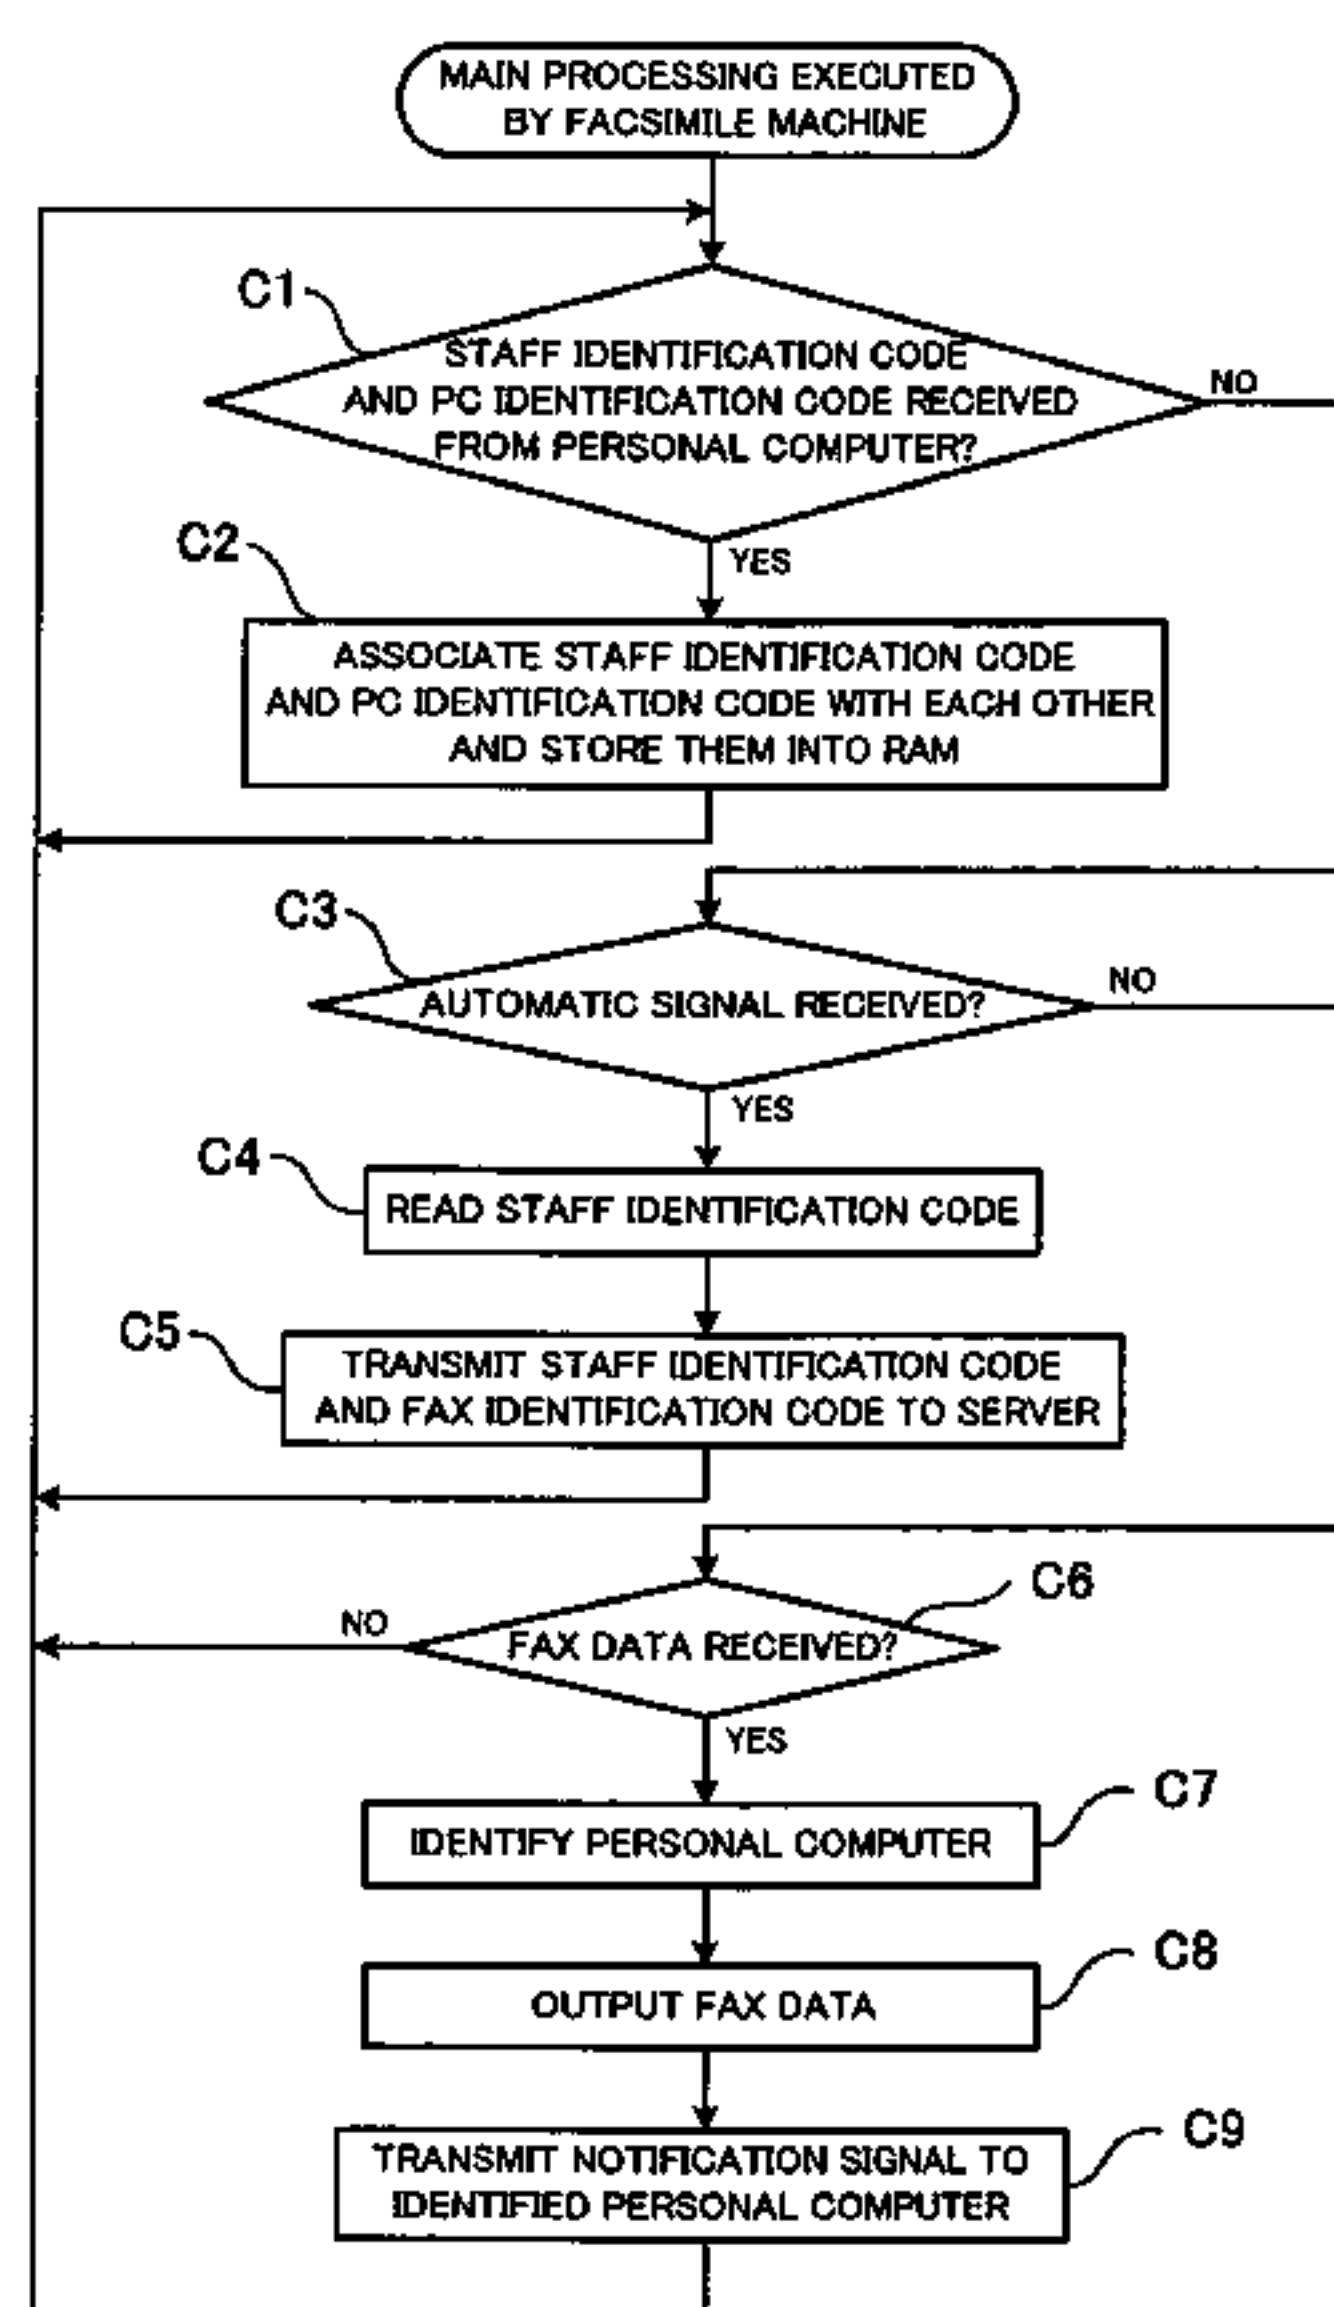 MAIN PROCESSING EXECUTED
BY FACSIMILE MACHINE
C1
STAFF IDENTIFICATION CODE
AND PC IDENTIFICATION CODE RECEIVED
FROM PERSONAL COMPUTER?
NO
YES
C2
ASSOCIATE STAFF IDENTIFICATION CODE
AND PC IDENTIFICATION CODE WITH EACH OTHER
AND STORE THEM INTO RAM
C3
AUTOMATIC SIGNAL RECEIVED?
NO
YES
C4
READ STAFF IDENTIFICATION CODE
C5
TRANSMIT STAFF IDENTIFICATION CODE
AND FAX IDENTIFICATION CODE TO SERVER
C6
NO
FAX DATA RECEIVED?
YES
C7
IDENTIFY PERSONAL COMPUTER
C8
OUTPUT FAX DATA
C9
TRANSMIT NOTIFICATION SIGNAL TO
IDENTIFIED PERSONAL COMPUTER